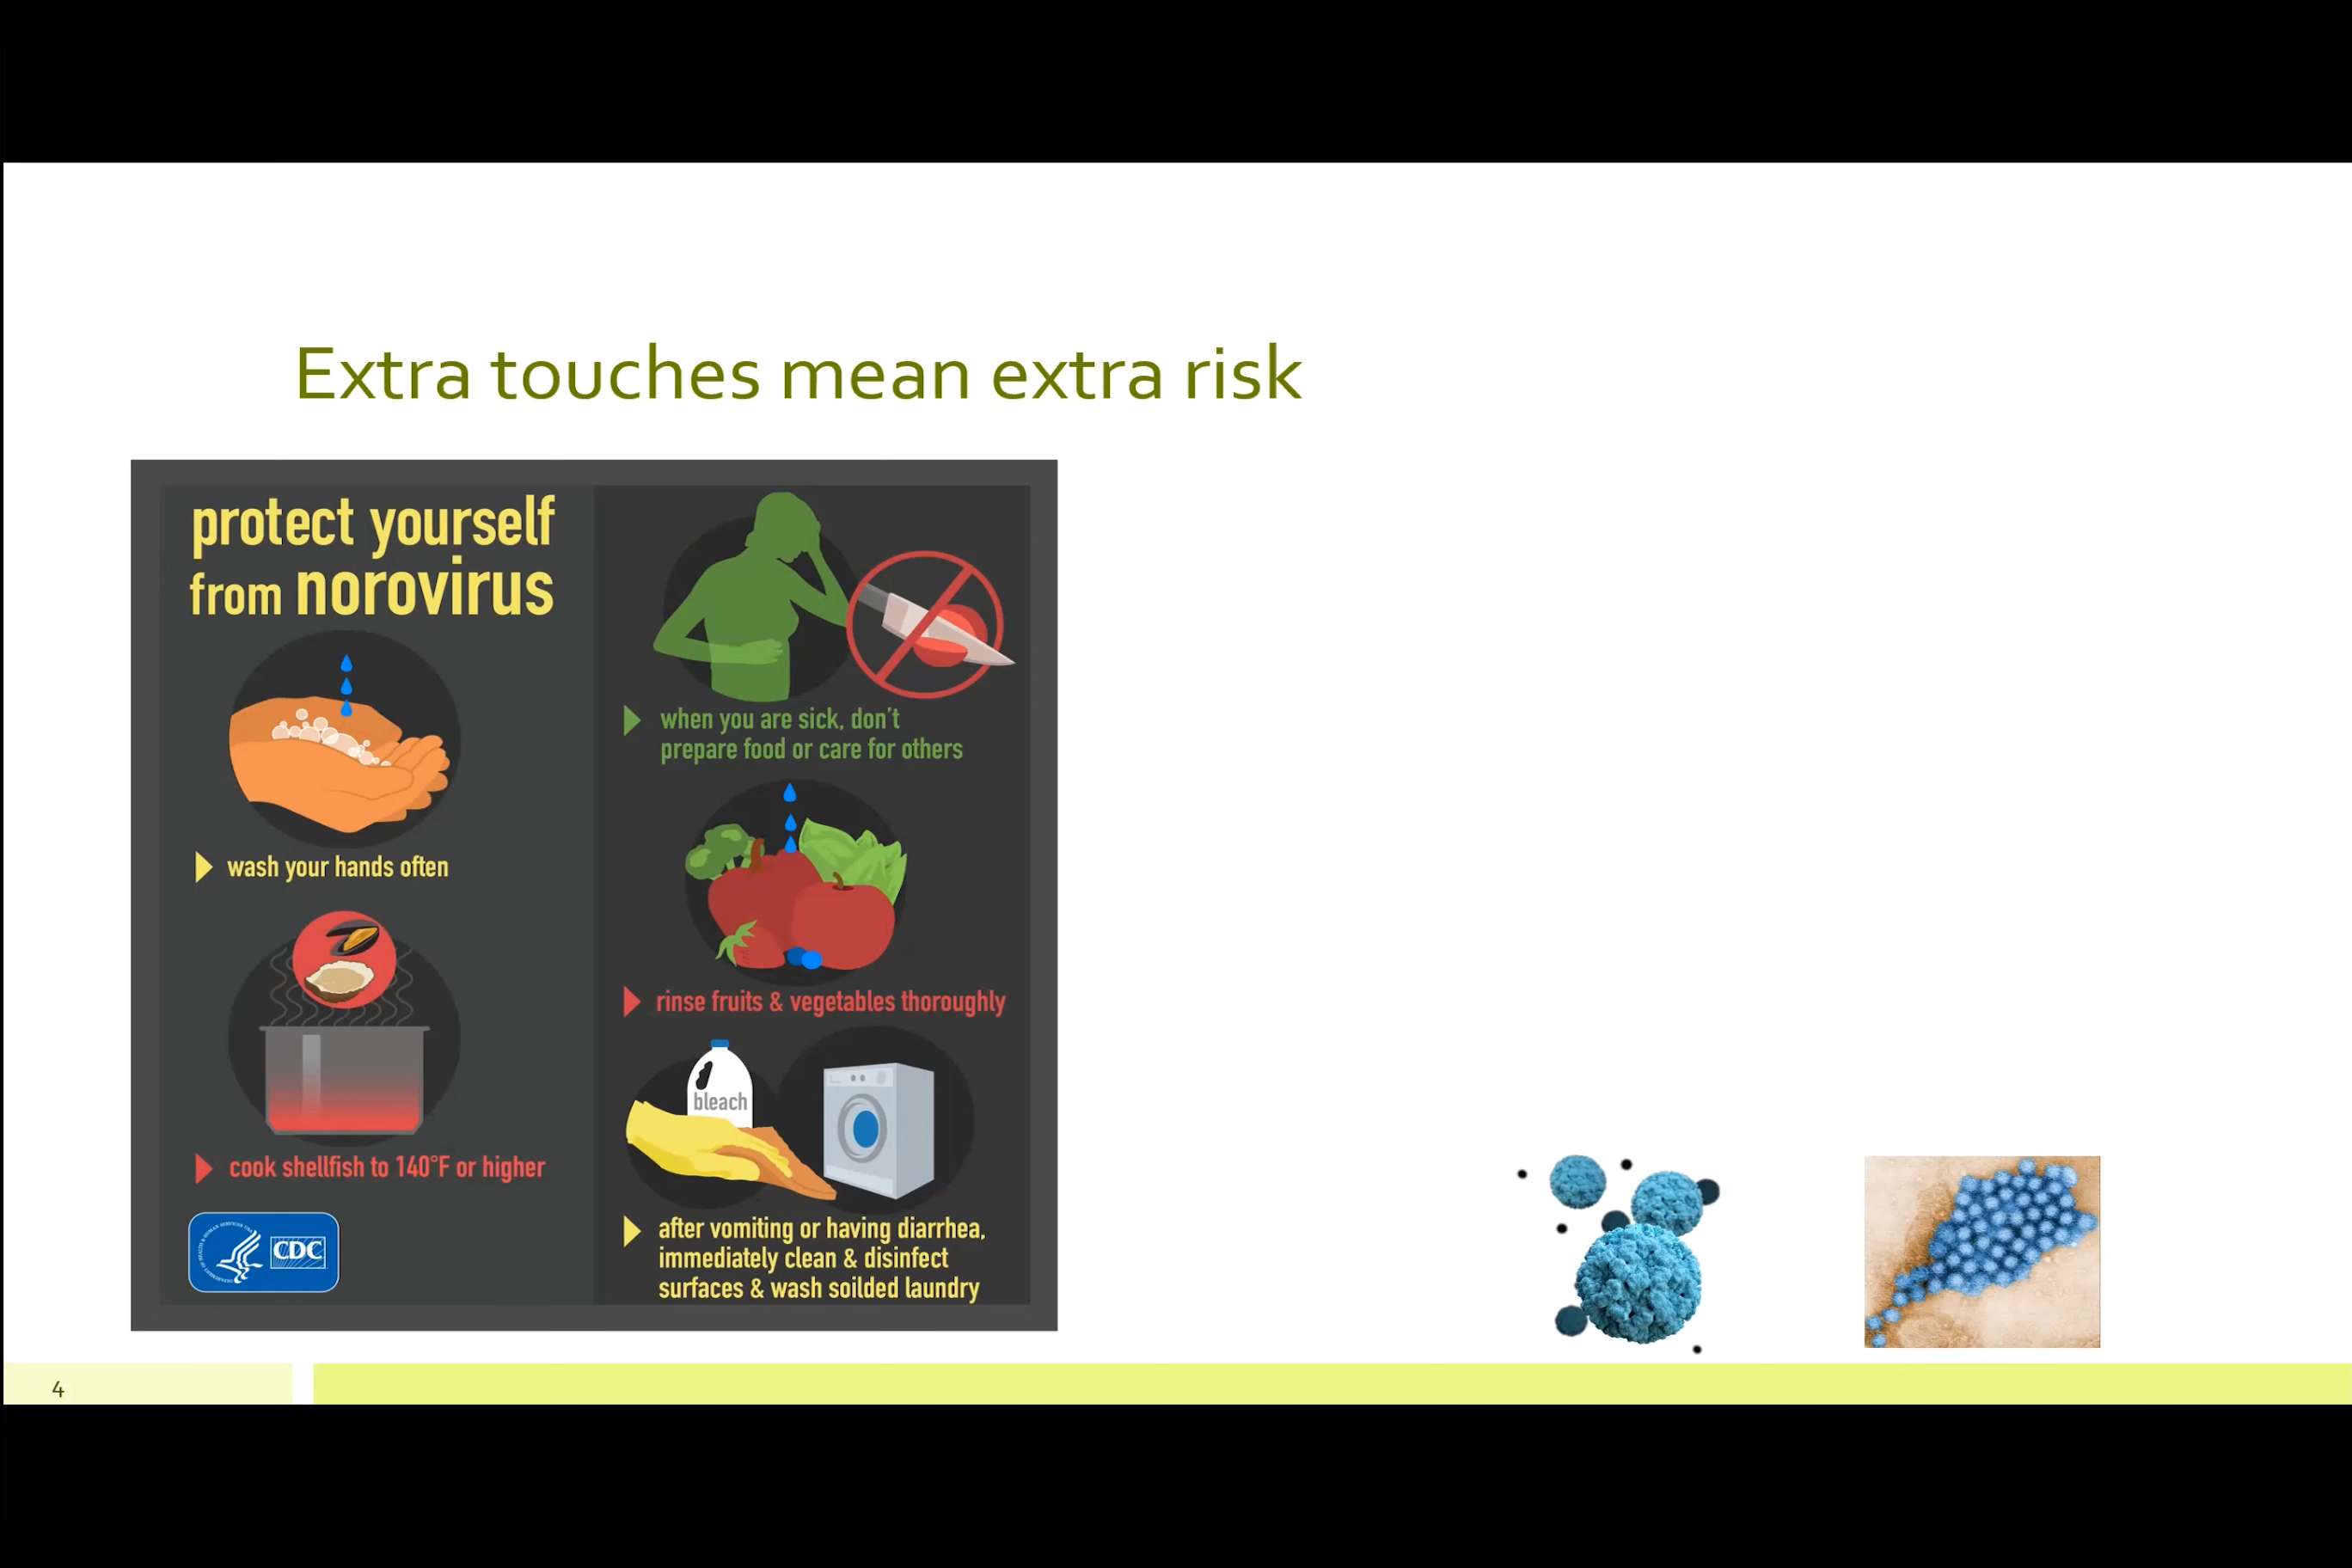 Extra touches mean extra risk
protect yourself
from norovirus
wash your hands often
cook shellfish to 140°F or higher
CDC
when you are sick, don't
prepare food or care for others
rinse fruits & vegetables thoroughly
bleach
after vomiting or having diarrhea,
immediately clean & disinfect
surfaces & wash soilded laundry
4